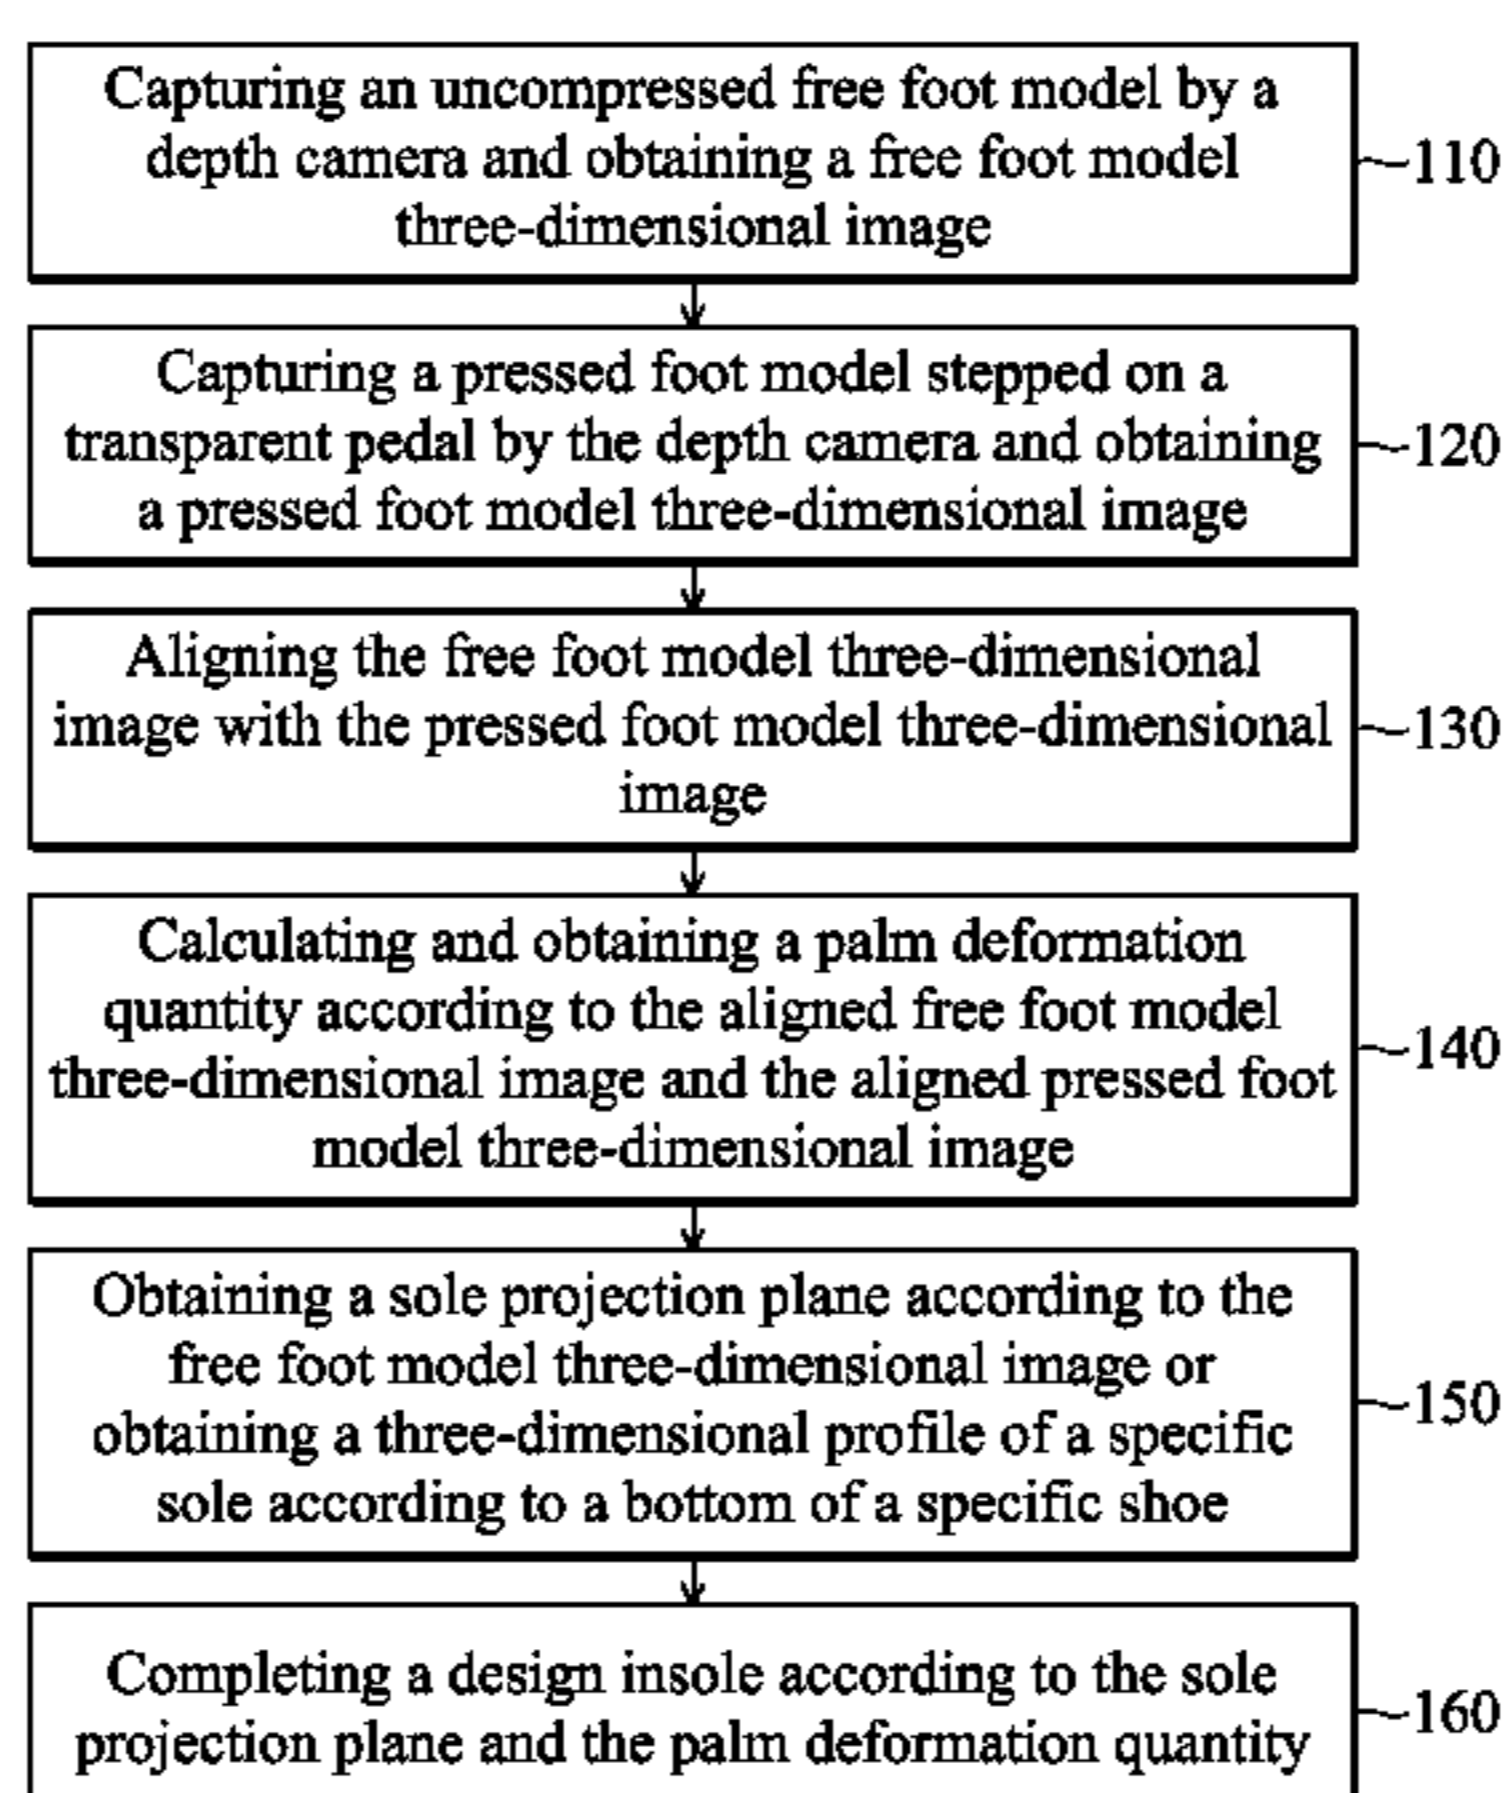 Capturing an uncompressed free foot model by a
depth camera and obtaining a free foot model
three-dimensional image
110
Capturing a pressed foot model stepped on a
transparent pedal by the depth camera and obtaining
a pressed foot model three-dimensional image
120
Aligning the free foot model three-dimensional
image with the pressed foot model three-dimensional
image
130
Calculating and obtaining a palm deformation
quantity according to the aligned free foot model
three-dimensional image and the aligned pressed foot
model three-dimensional image
140
Obtaining a sole projection plane according to the
free foot model three-dimensional image or
obtaining a three-dimensional profile of a specific
sole according to a bottom of a specific shoe
150
Completing a design insole according to the sole
projection plane and the palm deformation quantity
160